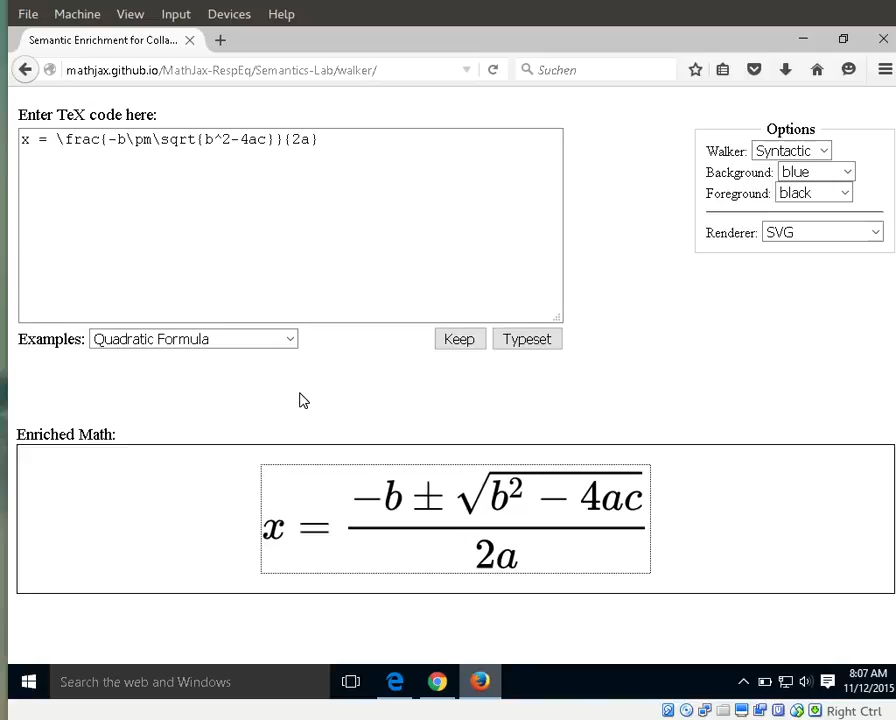 File Machine View Input Devices Help
Semantic Enrichment for Colla...
mathjax.github.io/MathJax-RespEq/Semantics-Lab/walker/ Suchen
Enter TeX code here:
x = \frac{-b\pm\sqrt{b^2-4ac}}{2a}
Options
Walker: Syntactic
Background: blue
Foreground: black
Renderer: SVG
Examples: Quadratic Formula Keep Typeset
Enriched Math:
x = −b ± √b² − 4ac
2a
Search the web and Windows
8:07 AM
11/12/2015
Right Ctrl